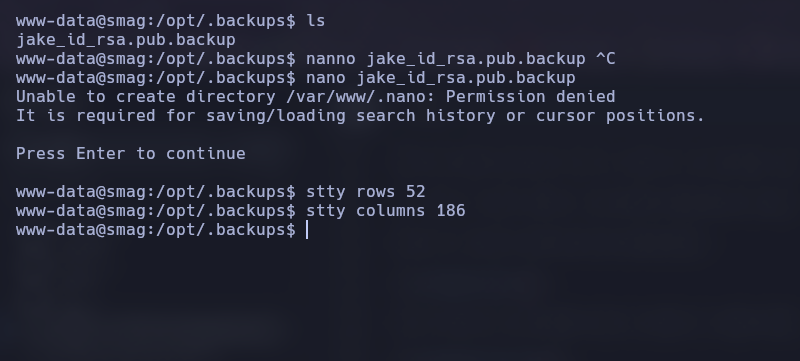 www-data@smag:/opt/.backups$ ls
jake_id_rsa.pub.backup
www-data@smag:/opt/.backups$ nanno jake_id_rsa.pub.backup ^C
www-data@smag:/opt/.backups$ nano jake_id_rsa.pub.backup
Unable to create directory /var/www/.nano: Permission denied
It is required for saving/loading search history or cursor positions.
Press Enter to continue
www-data@smag:/opt/.backups$ stty rows 52
www-data@smag:/opt/.backups$ stty columns 186
www-data@smag:/opt/.backups$